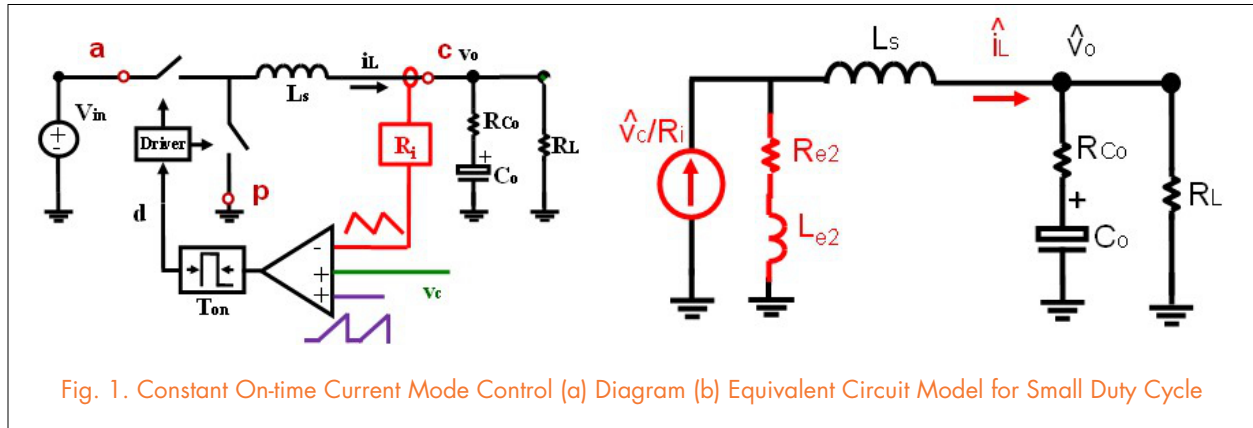 a
c
v₀
iL
Ls
Vin
Driver
Ri
RCo
Co
RL
p
d
Ton
-
+
+
vc
Ls
îL
v̂o
v̂c/Ri
Re2
Le2
RCo
+
Co
RL
Fig. 1. Constant On-time Current Mode Control (a) Diagram (b) Equivalent Circuit Model for Small Duty Cycle